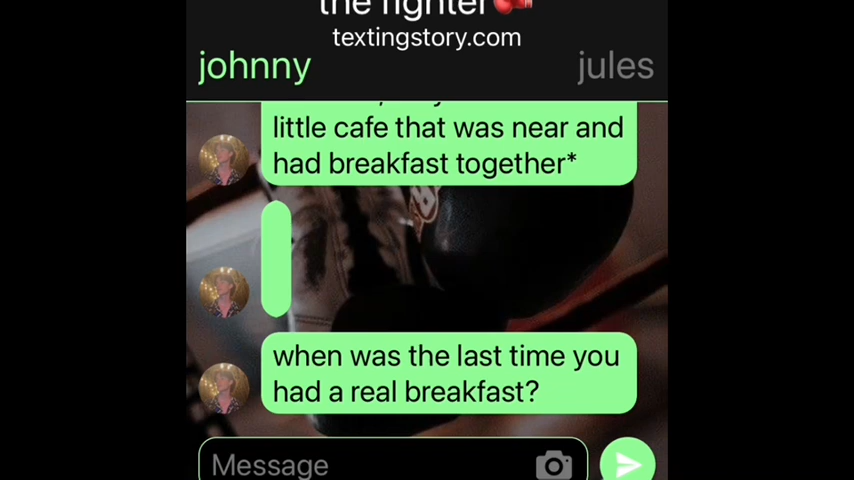 the fighter🥊
textingstory.com
johnny
jules
little cafe that was near and
had breakfast together*
when was the last time you
had a real breakfast?
Message